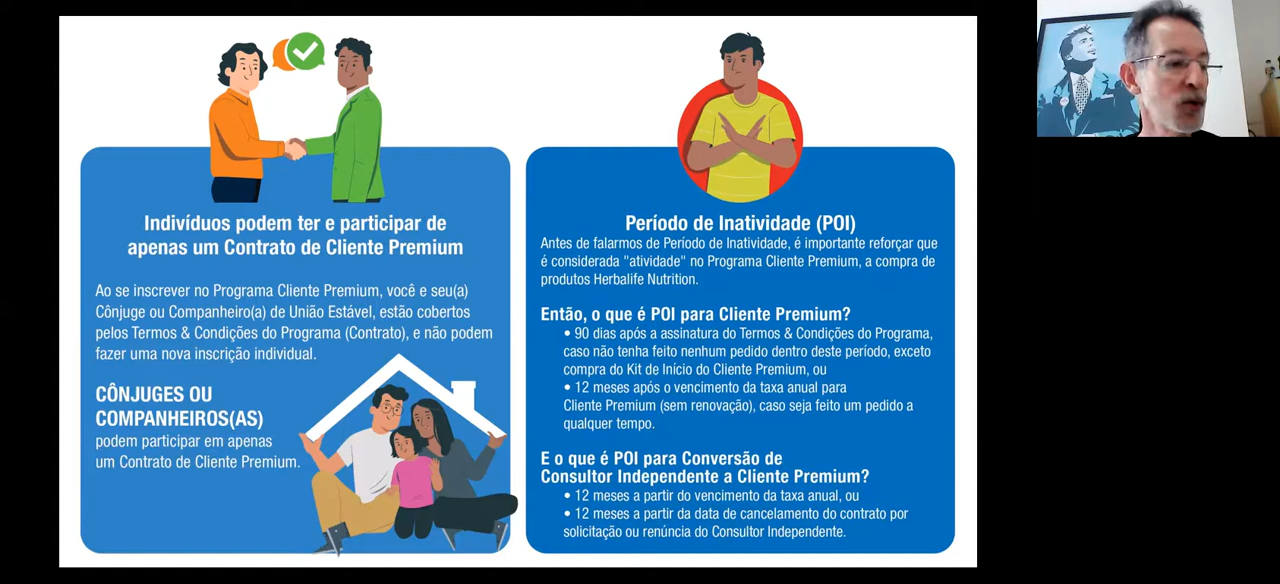 Indivíduos podem ter e participar de
apenas um Contrato de Cliente Premium
Ao se inscrever no Programa Cliente Premium, você e seu(a)
Cônjuge ou Companheiro(a) de União Estável, estão cobertos
pelos Termos & Condições do Programa (Contrato), e não podem
fazer uma nova inscrição individual.
CÔNJUGES OU
COMPANHEIROS(AS)
podem participar em apenas
um Contrato de Cliente Premium.
Período de Inatividade (POI)
Antes de falarmos de Período de Inatividade, é importante reforçar que
é considerada "atividade" no Programa Cliente Premium, a compra de
produtos Herbalife Nutrition.
Então, o que é POI para Cliente Premium?
• 90 dias após a assinatura do Termos & Condições do Programa,
caso não tenha feito nenhum pedido dentro deste período, exceto
compra do Kit de Início do Cliente Premium, ou
• 12 meses após o vencimento da taxa anual para
Cliente Premium (sem renovação), caso seja feito um pedido a
qualquer tempo.
E o que é POI para Conversão de
Consultor Independente a Cliente Premium?
• 12 meses a partir do vencimento da taxa anual, ou
• 12 meses a partir da data de cancelamento do contrato por
solicitação ou renúncia do Consultor Independente.